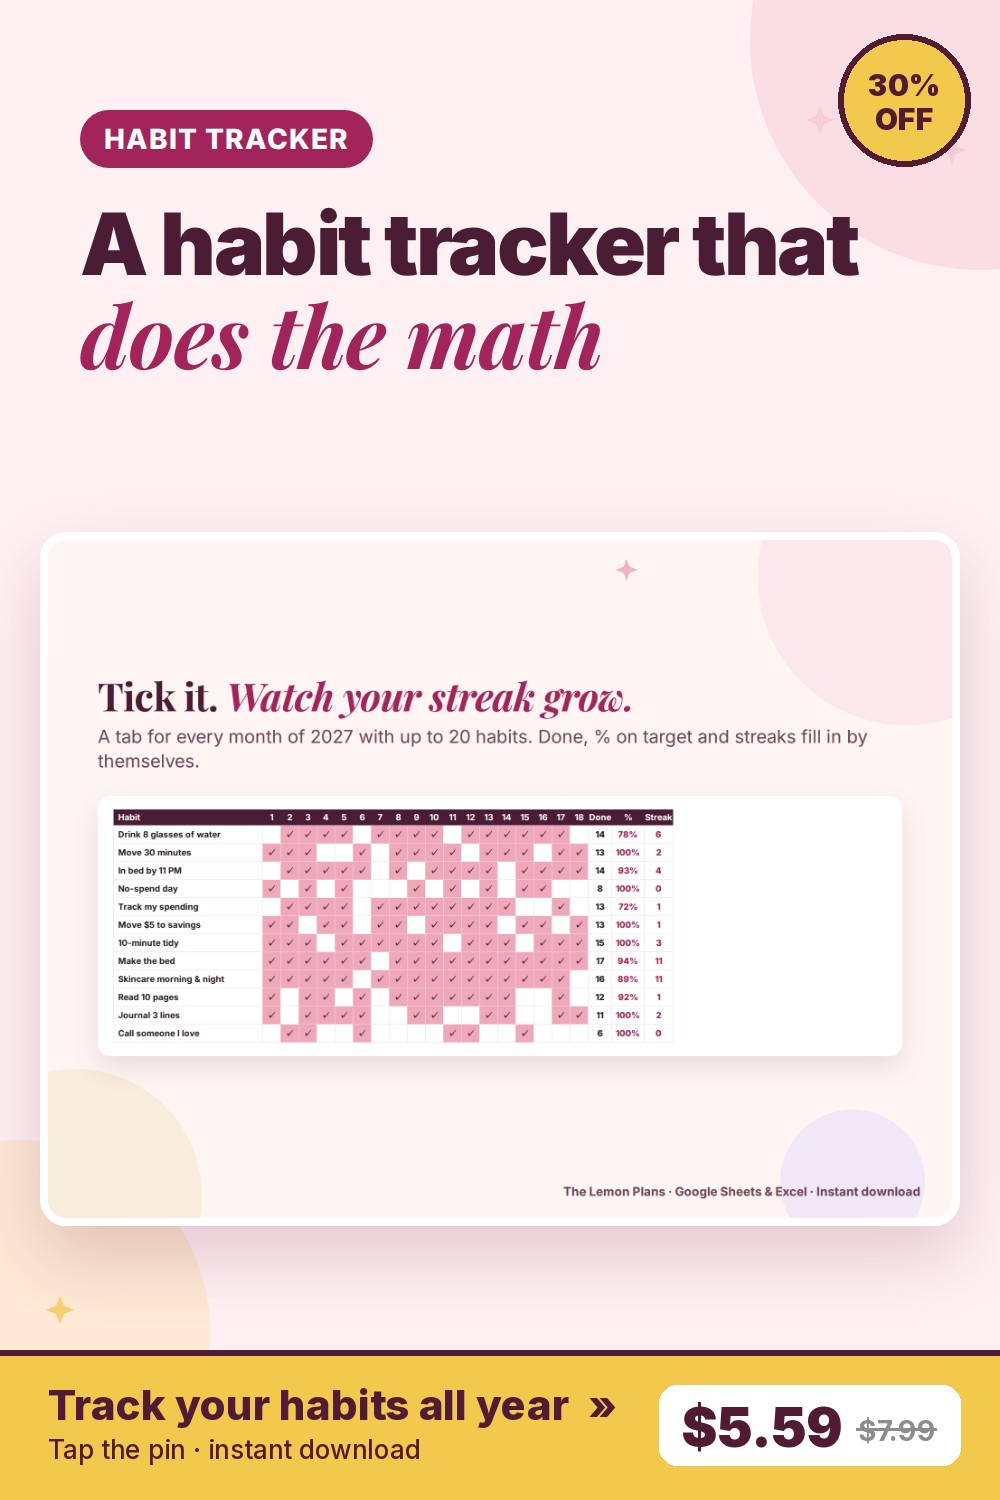 30%
OFF
HABIT TRACKER
A habit tracker that
does the math
Tick it. Watch your streak grow.
A tab for every month of 2027 with up to 20 habits. Done, % on target and streaks fill in by
themselves.
Habit 1 2 3 4 5 6 7 8 9 10 11 12 13 14 15 16 17 18 Done % Streak
Drink 8 glasses of water ✓ ✓ ✓ ✓ ✓ ✓ ✓ ✓ ✓ ✓ ✓ ✓ ✓ ✓ 14 78% 6
Move 30 minutes ✓ ✓ ✓ ✓ ✓ ✓ ✓ ✓ ✓ ✓ ✓ ✓ ✓ 13 100% 2
In bed by 11 PM ✓ ✓ ✓ ✓ ✓ ✓ ✓ ✓ ✓ ✓ ✓ ✓ ✓ ✓ 14 93% 4
No-spend day ✓ ✓ ✓ ✓ ✓ ✓ ✓ ✓ 8 100% 0
Track my spending ✓ ✓ ✓ ✓ ✓ ✓ ✓ ✓ ✓ ✓ ✓ ✓ ✓ 13 72% 1
Move $5 to savings ✓ ✓ ✓ ✓ ✓ ✓ ✓ ✓ ✓ ✓ ✓ ✓ ✓ 13 100% 1
10-minute tidy ✓ ✓ ✓ ✓ ✓ ✓ ✓ ✓ ✓ ✓ ✓ ✓ ✓ ✓ ✓ 15 100% 3
Make the bed ✓ ✓ ✓ ✓ ✓ ✓ ✓ ✓ ✓ ✓ ✓ ✓ ✓ ✓ ✓ ✓ ✓ 17 94% 11
Skincare morning & night ✓ ✓ ✓ ✓ ✓ ✓ ✓ ✓ ✓ ✓ ✓ ✓ ✓ ✓ ✓ ✓ 16 89% 11
Read 10 pages ✓ ✓ ✓ ✓ ✓ ✓ ✓ ✓ ✓ ✓ ✓ ✓ 12 92% 1
Journal 3 lines ✓ ✓ ✓ ✓ ✓ ✓ ✓ ✓ ✓ ✓ ✓ 11 100% 2
Call someone I love ✓ ✓ ✓ ✓ ✓ ✓ 6 100% 0
The Lemon Plans · Google Sheets & Excel · Instant download
Track your habits all year »
Tap the pin · instant download
$5.59 $7.99